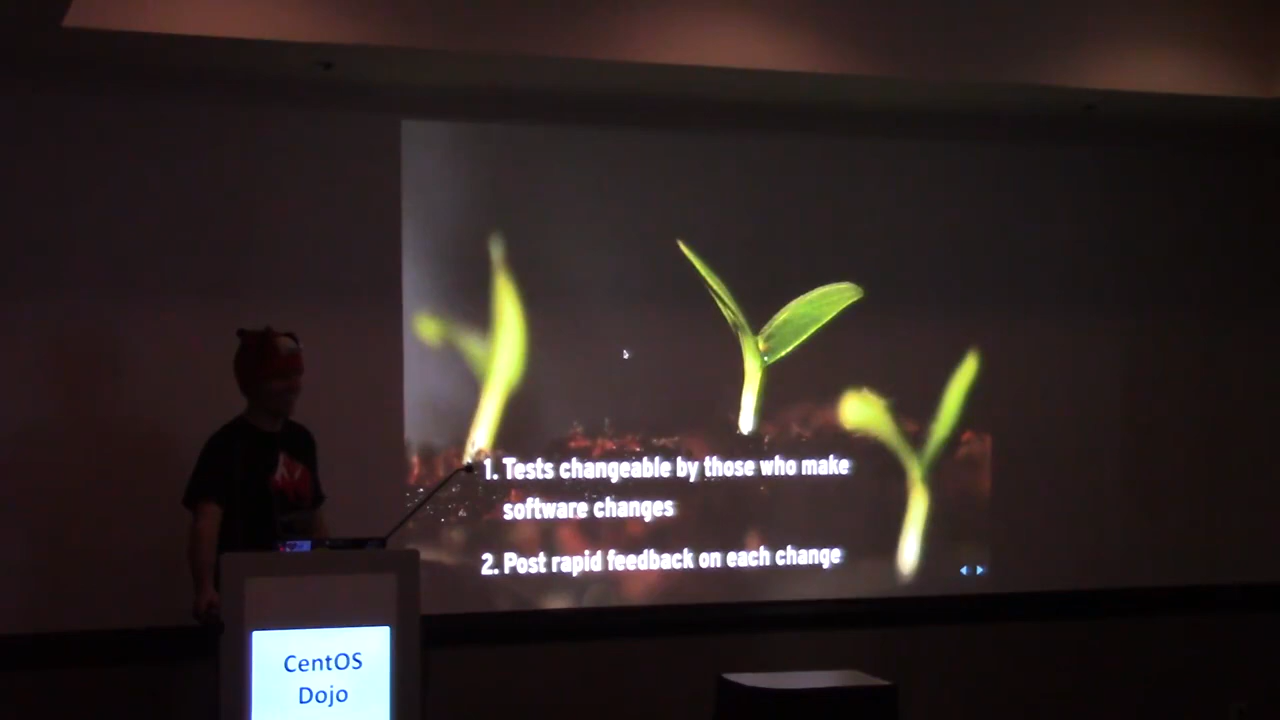 1. Tests changeable by those who make
software changes
2. Post rapid feedback on each change
CentOS
Dojo